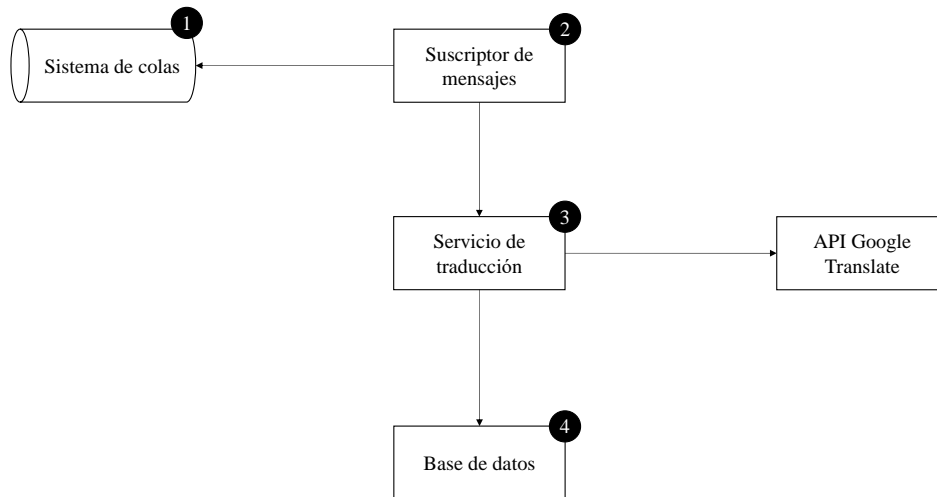 1
Sistema de colas
2
Suscriptor de
mensajes
3
Servicio de
traducción
API Google
Translate
4
Base de datos